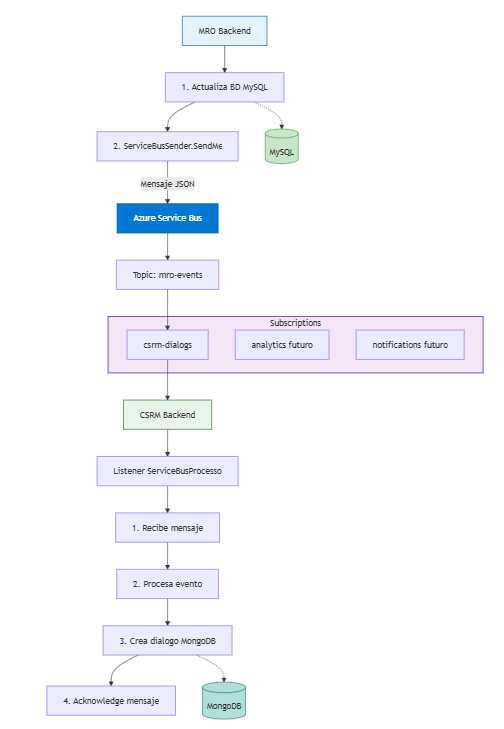 MRO Backend
1. Actualiza BD MySQL
2. ServiceBusSender.SendMe
MySQL
Mensaje JSON
Azure Service Bus
Topic: mro-events
Subscriptions
csrm-dialogs
analytics futuro
notifications futuro
CSRM Backend
Listener ServiceBusProcesso
1. Recibe mensaje
2. Procesa evento
3. Crea dialogo MongoDB
4. Acknowledge mensaje
MongoDB